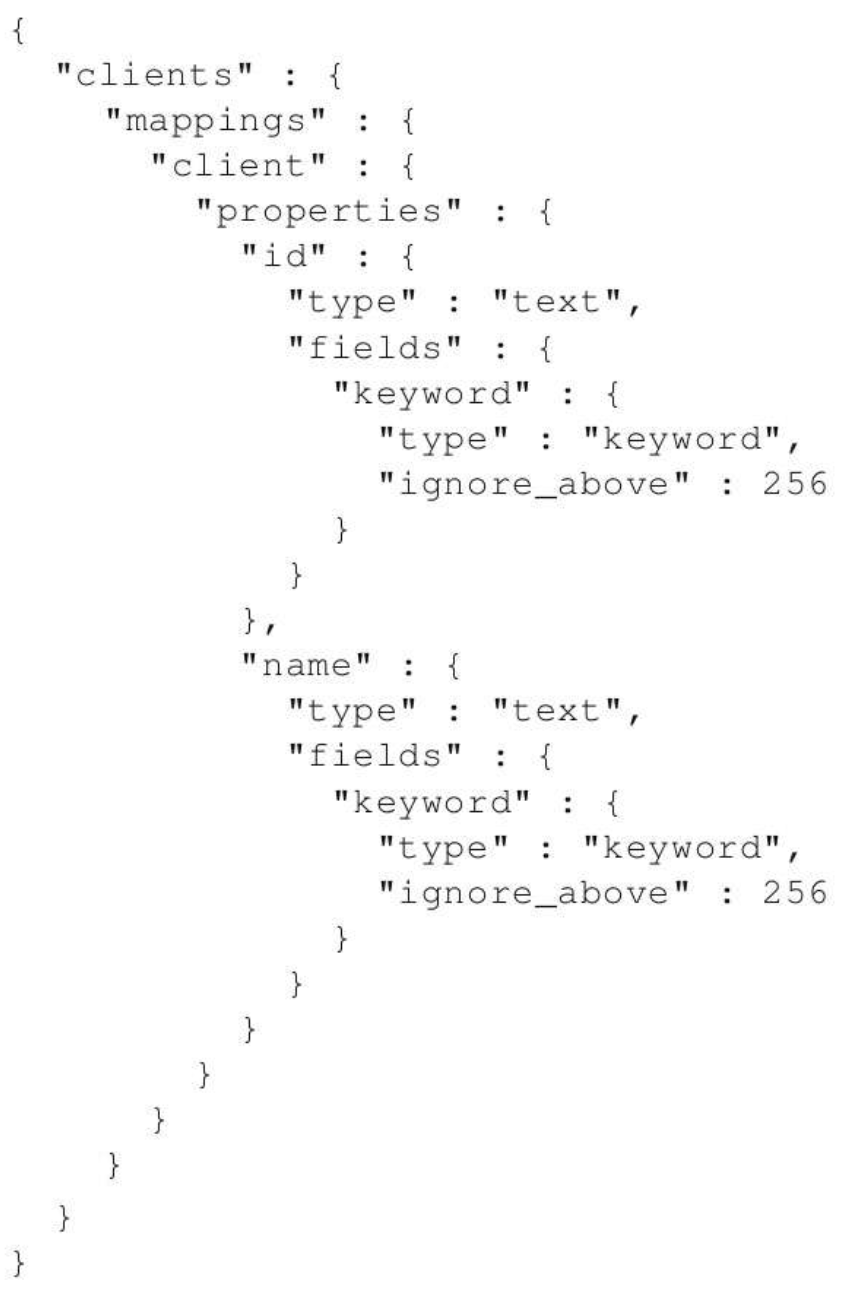 {
  "clients" : {
    "mappings" : {
      "client" : {
        "properties" : {
          "id" : {
            "type" : "text",
            "fields" : {
              "keyword" : {
                "type" : "keyword",
                "ignore_above" : 256
              }
            }
          },
          "name" : {
            "type" : "text",
            "fields" : {
              "keyword" : {
                "type" : "keyword",
                "ignore_above" : 256
              }
            }
          }
        }
      }
    }
  }
}